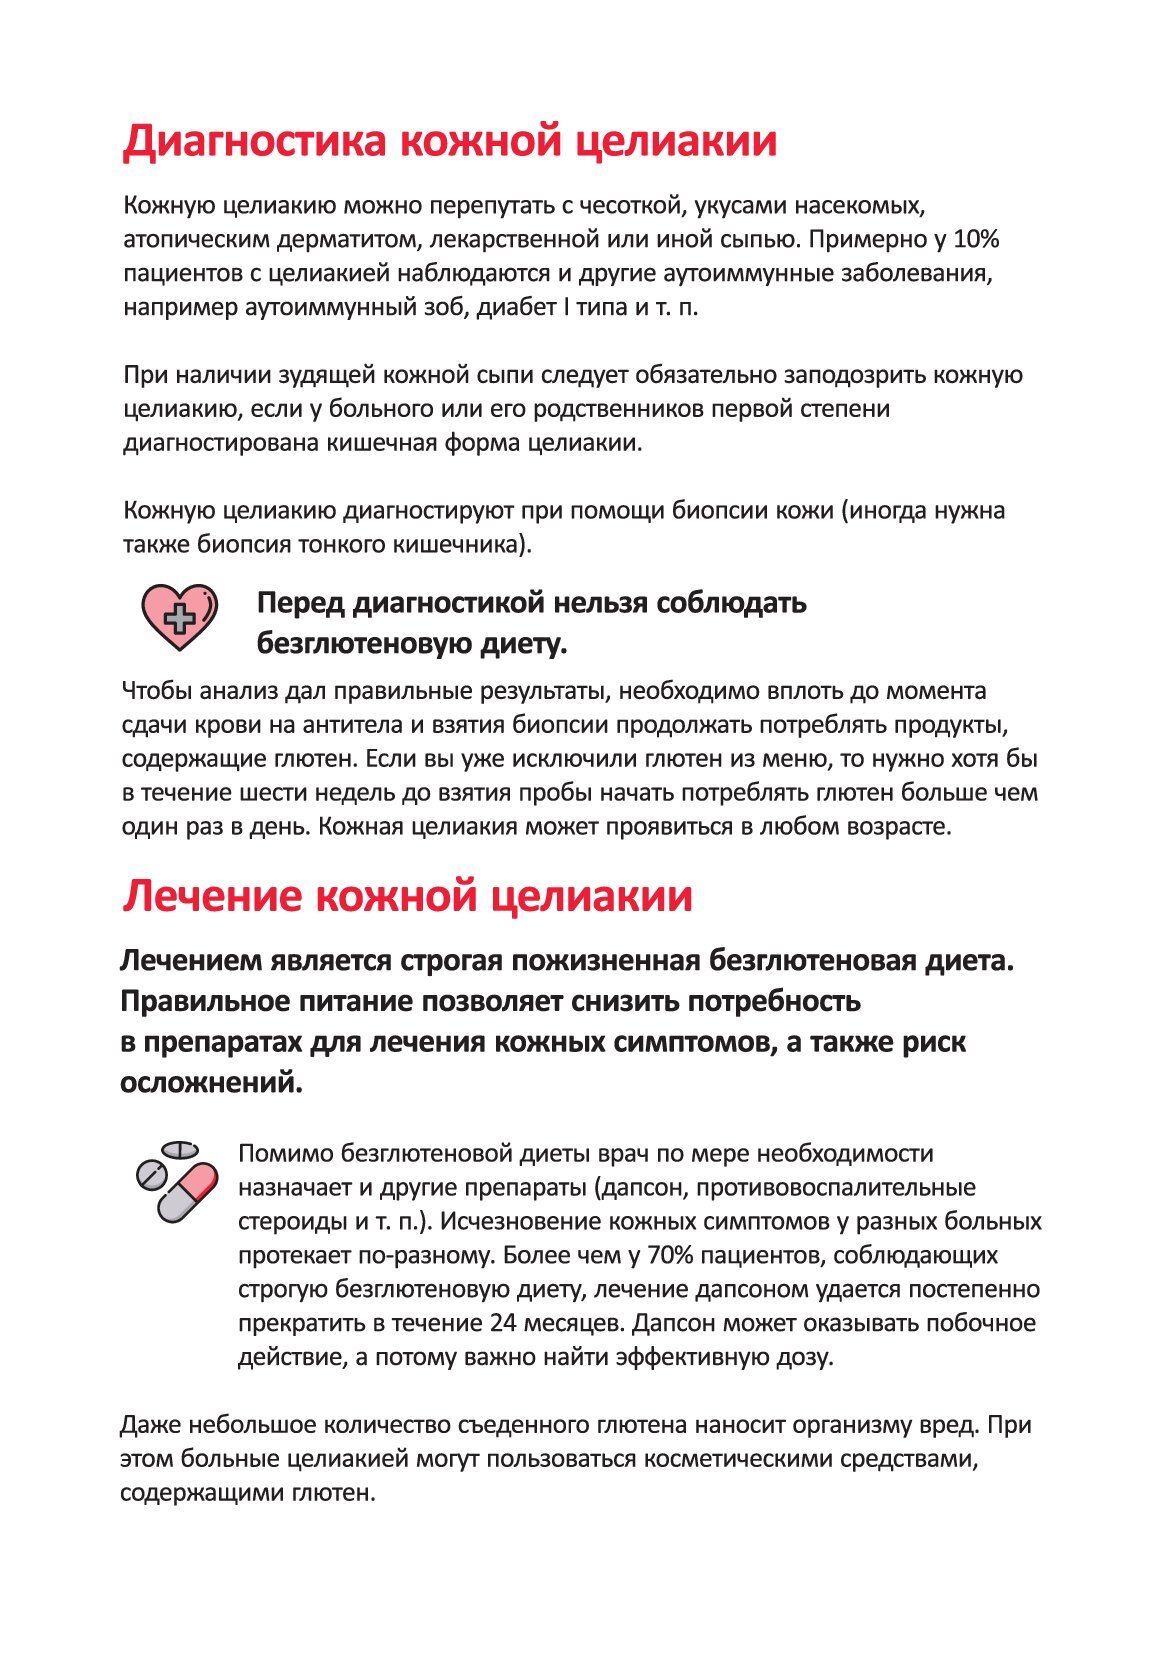 Диагностика кожной целиакии
Кожную целиакию можно перепутать с чесоткой, укусами насекомых,
атопическим дерматитом, лекарственной или иной сыпью. Примерно у 10%
пациентов с целиакией наблюдаются и другие аутоиммунные заболевания,
например аутоиммунный зоб, диабет I типа и т. п.
При наличии зудящей кожной сыпи следует обязательно заподозрить кожную
целиакию, если у больного или его родственников первой степени
диагностирована кишечная форма целиакии.
Кожную целиакию диагностируют при помощи биопсии кожи (иногда нужна
также биопсия тонкого кишечника).
Перед диагностикой нельзя соблюдать
безглютеновую диету.
Чтобы анализ дал правильные результаты, необходимо вплоть до момента
сдачи крови на антитела и взятия биопсии продолжать потреблять продукты,
содержащие глютен. Если вы уже исключили глютен из меню, то нужно хотя бы
в течение шести недель до взятия пробы начать потреблять глютен больше чем
один раз в день. Кожная целиакия может проявиться в любом возрасте.
Лечение кожной целиакии
Лечением является строгая пожизненная безглютеновая диета.
Правильное питание позволяет снизить потребность
в препаратах для лечения кожных симптомов, а также риск
осложнений.
Помимо безглютеновой диеты врач по мере необходимости
назначает и другие препараты (дапсон, противовоспалительные
стероиды и т. п.). Исчезновение кожных симптомов у разных больных
протекает по-разному. Более чем у 70% пациентов, соблюдающих
строгую безглютеновую диету, лечение дапсоном удается постепенно
прекратить в течение 24 месяцев. Дапсон может оказывать побочное
действие, а потому важно найти эффективную дозу.
Даже небольшое количество съеденного глютена наносит организму вред. При
этом больные целиакией могут пользоваться косметическими средствами,
содержащими глютен.